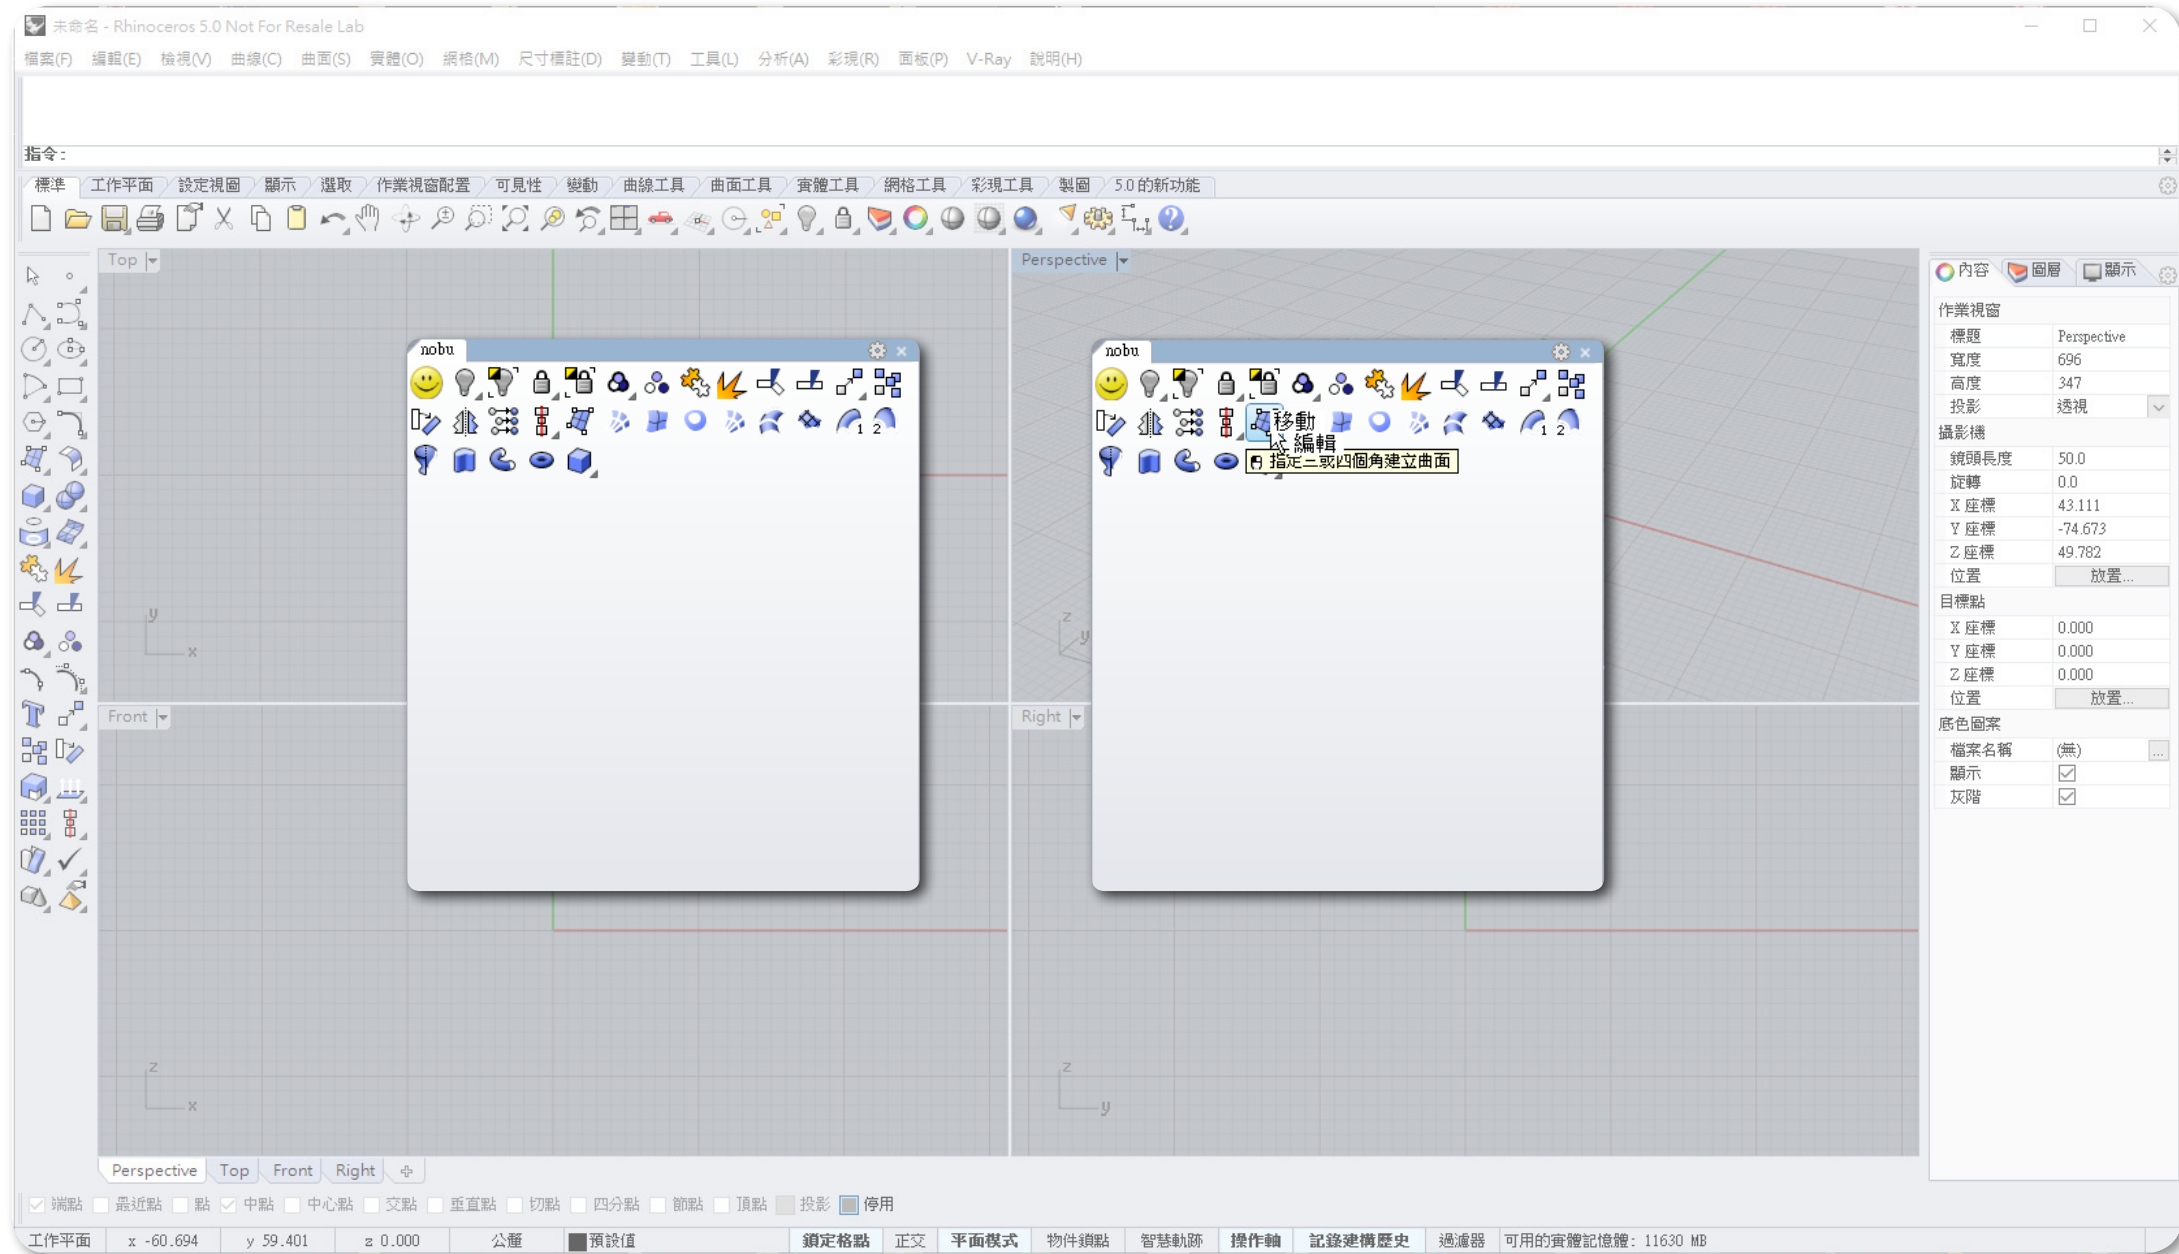 未命名 - Rhinoceros 5.0 Not For Resale Lab
檔案(F) 編輯(E) 檢視(V) 曲線(C) 曲面(S) 實體(O) 網格(M) 尺寸標註(D) 變動(T) 工具(L) 分析(A) 彩現(R) 面板(P) V-Ray 說明(H)
指令:
標準 工作平面 設定視圖 顯示 選取 作業視窗配置 可見性 變動 曲線工具 曲面工具 實體工具 網格工具 彩現工具 製圖 5.0 的新功能
Top
Perspective
內容 圖層 顯示
作業視窗
標題 Perspective
寬度 696
高度 347
投影 透視
攝影機
鏡頭長度 50.0
旋轉 0.0
X 座標 43.111
Y 座標 -74.673
Z 座標 49.782
位置 放置...
目標點
X 座標 0.000
Y 座標 0.000
Z 座標 0.000
位置 放置...
底色圖案
檔案名稱 (無) ...
顯示
灰階
nobu
1 2
nobu
1 2
移動
編輯
指定三或四個角建立曲面
y
x
z
y
Front
Right
z
x
z
y
Perspective Top Front Right
端點 最近點 點 中點 中心點 交點 垂直點 切點 四分點 節點 頂點 投影 停用
工作平面 x -60.694 y 59.401 z 0.000 公釐 預設值 鎖定格點 正交 平面模式 物件鎖點 智慧軌跡 操作軸 記錄建構歷史 過濾器 可用的實體記憶體: 11630 MB